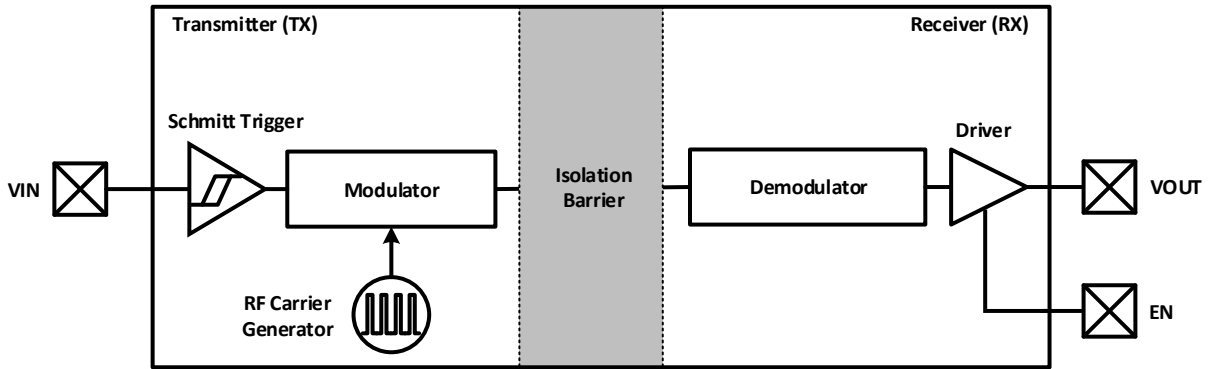 Transmitter (TX)
Receiver (RX)
Schmitt Trigger
Driver
VIN
Modulator
Isolation
Barrier
Demodulator
VOUT
RF Carrier
Generator
EN